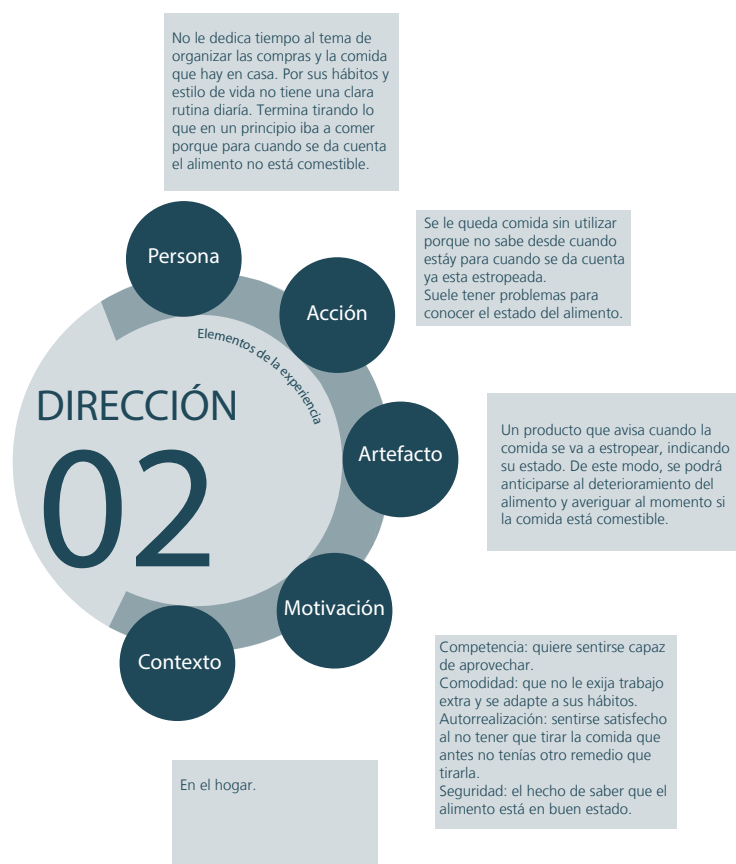 No le dedica tiempo al tema de
organizar las compras y la comida
que hay en casa. Por sus hábitos y
estilo de vida no tiene una clara
rutina diaría. Termina tirando lo
que en un principio iba a comer
porque para cuando se da cuenta
el alimento no está comestible.
Persona
Se le queda comida sin utilizar
porque no sabe desde cuando
estáy para cuando se da cuenta
ya esta estropeada.
Suele tener problemas para
conocer el estado del alimento.
Acción
Elementos de la experiencia
DIRECCIÓN
02
Artefacto
Un producto que avisa cuando la
comida se va a estropear, indicando
su estado. De este modo, se podrá
anticiparse al deterioramiento del
alimento y averiguar al momento si
la comida está comestible.
Motivación
Competencia: quiere sentirse capaz
de aprovechar.
Comodidad: que no le exija trabajo
extra y se adapte a sus hábitos.
Autorrealización: sentirse satisfecho
al no tener que tirar la comida que
antes no tenías otro remedio que
tirarla.
Seguridad: el hecho de saber que el
alimento está en buen estado.
Contexto
En el hogar.